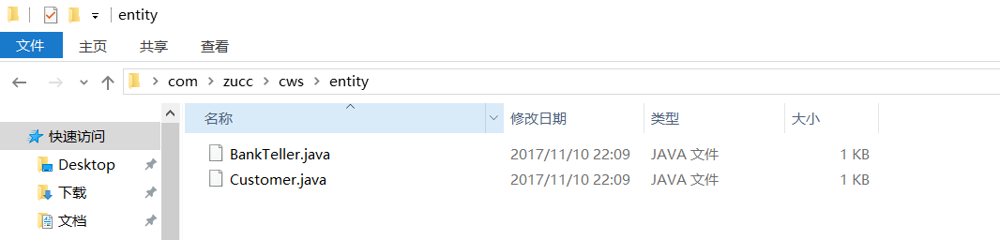 entity
文件 主页 共享 查看
com zucc cws entity
名称 修改日期 类型 大小
快速访问
Desktop
下载
文档
BankTeller.java 2017/11/10 22:09 JAVA 文件 1 KB
Customer.java 2017/11/10 22:09 JAVA 文件 1 KB